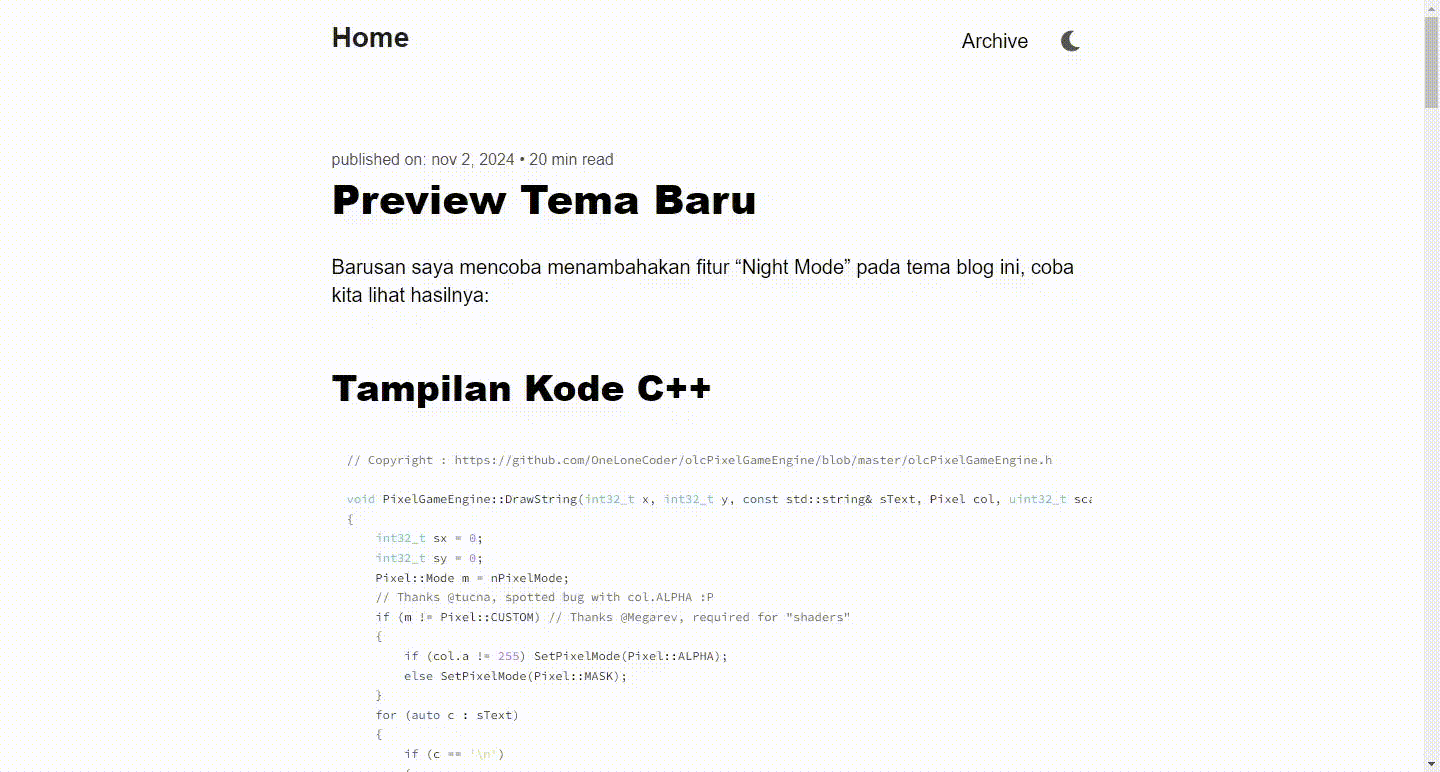 Home
Archive
published on: nov 2, 2024 • 20 min read
Preview Tema Baru
Barusan saya mencoba menambahakan fitur “Night Mode” pada tema blog ini, coba
kita lihat hasilnya:
Tampilan Kode C++
// Copyright : https://github.com/OneLoneCoder/olcPixelGameEngine/blob/master/olcPixelGameEngine.h
void PixelGameEngine::DrawString(int32_t x, int32_t y, const std::string& sText, Pixel col, uint32_t sca
{
    int32_t sx = 0;
    int32_t sy = 0;
    Pixel::Mode m = nPixelMode;
    // Thanks @tucna, spotted bug with col.ALPHA :P
    if (m != Pixel::CUSTOM) // Thanks @Megarev, required for "shaders"
    {
        if (col.a != 255) SetPixelMode(Pixel::ALPHA);
        else SetPixelMode(Pixel::MASK);
    }
    for (auto c : sText)
    {
        if (c == '\n')